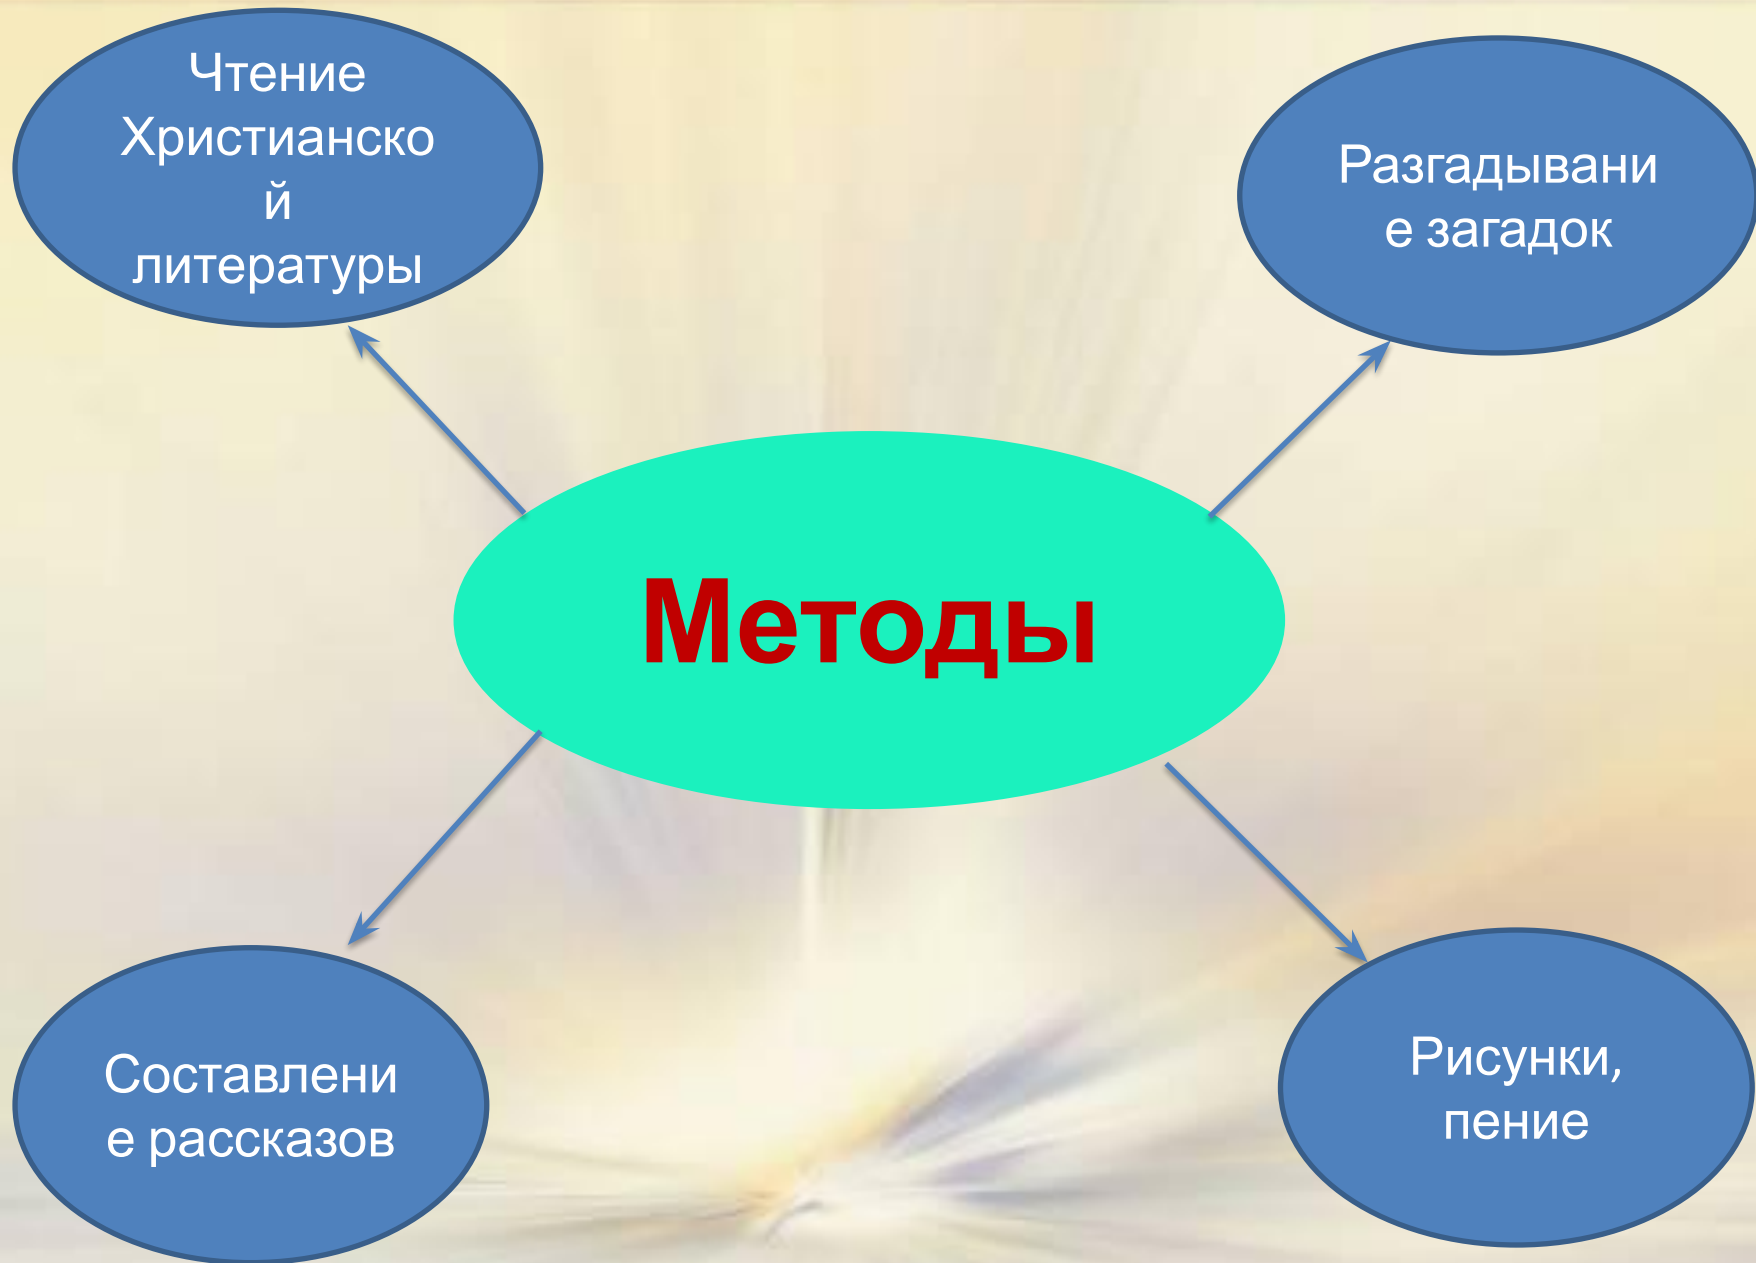 Чтение
Христианско
й
литературы
Разгадывани
е загадок
Методы
Составлени
е рассказов
Рисунки,
пение